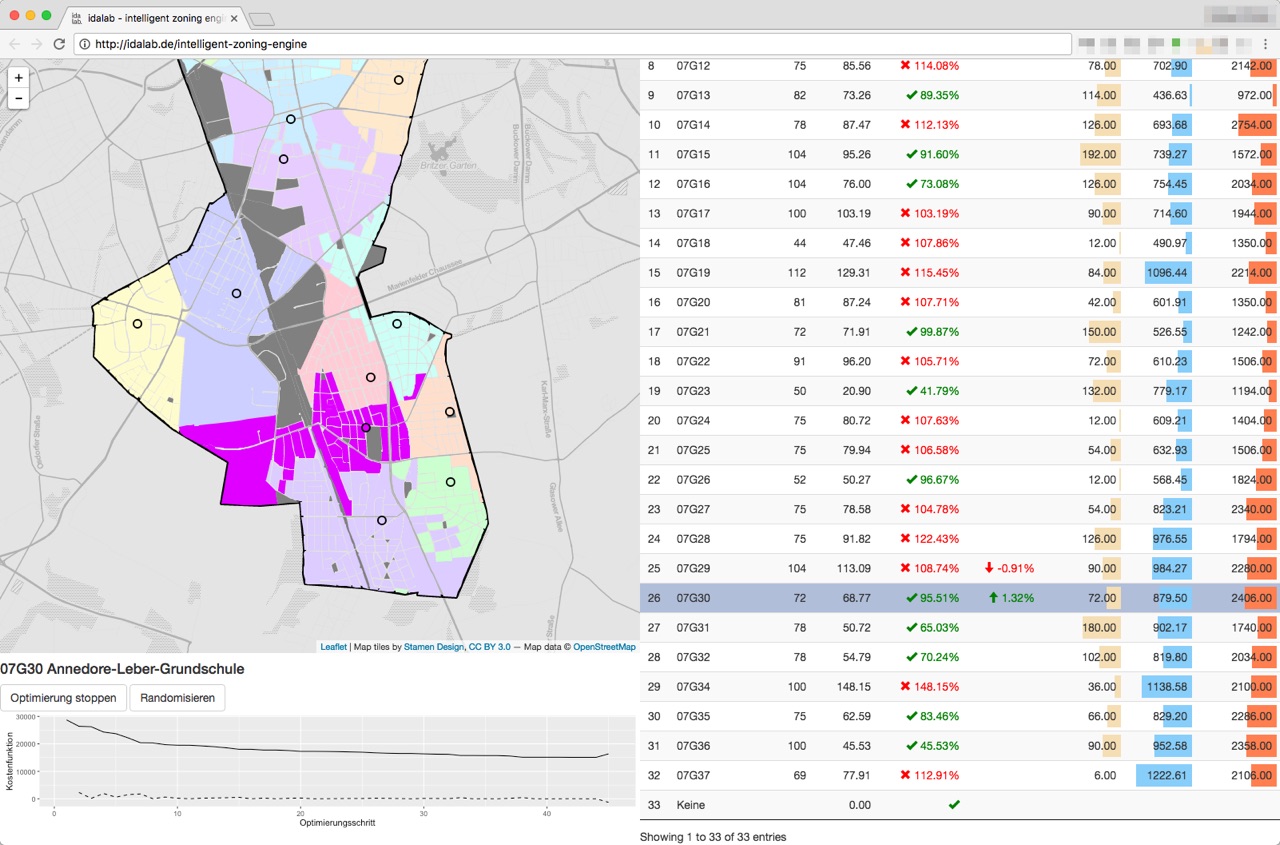 ida lab. idalab - intelligent zoning engi
http://idalab.de/intelligent-zoning-engine
+
−
Britzer Garten
Buckower Damm
Buckower Damm
Marienfelder Chaussee
Karl-Marx-Straße
Osdorfer Straße
Glasower Allee
Leaflet | Map tiles by Stamen Design, CC BY 3.0 — Map data © OpenStreetMap
07G30 Annedore-Leber-Grundschule
Optimierung stoppen Randomisieren
Kostenfunktion
30000
20000
10000
0
0 10 20 30 40
Optimierungsschritt
8 07G12 75 85.56 ✖ 114.08% 78.00 702.90 2142.00
9 07G13 82 73.26 ✔ 89.35% 114.00 436.63 972.00
10 07G14 78 87.47 ✖ 112.13% 126.00 693.68 2754.00
11 07G15 104 95.26 ✔ 91.60% 192.00 739.27 1572.00
12 07G16 104 76.00 ✔ 73.08% 126.00 754.45 2034.00
13 07G17 100 103.19 ✖ 103.19% 90.00 714.60 1944.00
14 07G18 44 47.46 ✖ 107.86% 12.00 490.97 1350.00
15 07G19 112 129.31 ✖ 115.45% 84.00 1096.44 2214.00
16 07G20 81 87.24 ✖ 107.71% 42.00 601.91 1350.00
17 07G21 72 71.91 ✔ 99.87% 150.00 526.55 1242.00
18 07G22 91 96.20 ✖ 105.71% 72.00 610.23 1506.00
19 07G23 50 20.90 ✔ 41.79% 132.00 779.17 1194.00
20 07G24 75 80.72 ✖ 107.63% 12.00 609.21 1404.00
21 07G25 75 79.94 ✖ 106.58% 54.00 632.93 1506.00
22 07G26 52 50.27 ✔ 96.67% 12.00 568.45 1824.00
23 07G27 75 78.58 ✖ 104.78% 54.00 823.21 2340.00
24 07G28 75 91.82 ✖ 122.43% 126.00 976.55 1794.00
25 07G29 104 113.09 ✖ 108.74% -0.91% 90.00 984.27 2280.00
26 07G30 72 68.77 ✔ 95.51% 1.32% 72.00 879.50 2406.00
27 07G31 78 50.72 ✔ 65.03% 180.00 902.17 1740.00
28 07G32 78 54.79 ✔ 70.24% 102.00 819.80 2034.00
29 07G34 100 148.15 ✖ 148.15% 36.00 1138.58 2100.00
30 07G35 75 62.59 ✔ 83.46% 66.00 829.20 2286.00
31 07G36 100 45.53 ✔ 45.53% 90.00 952.58 2358.00
32 07G37 69 77.91 ✖ 112.91% 6.00 1222.61 2106.00
33 Keine 0.00 ✔
Showing 1 to 33 of 33 entries